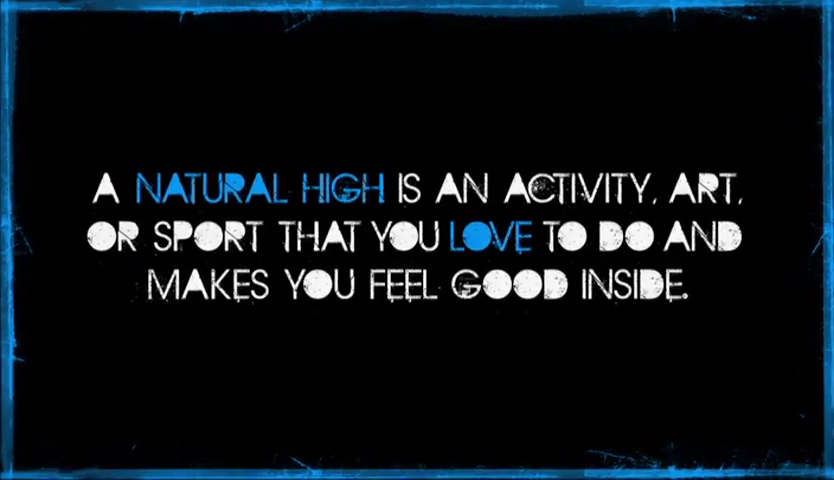 A NATURAL HIGH IS AN ACTIVITY, ART,
OR SPORT THAT YOU LOVE TO DO AND
MAKES YOU FEEL GOOD INSIDE.